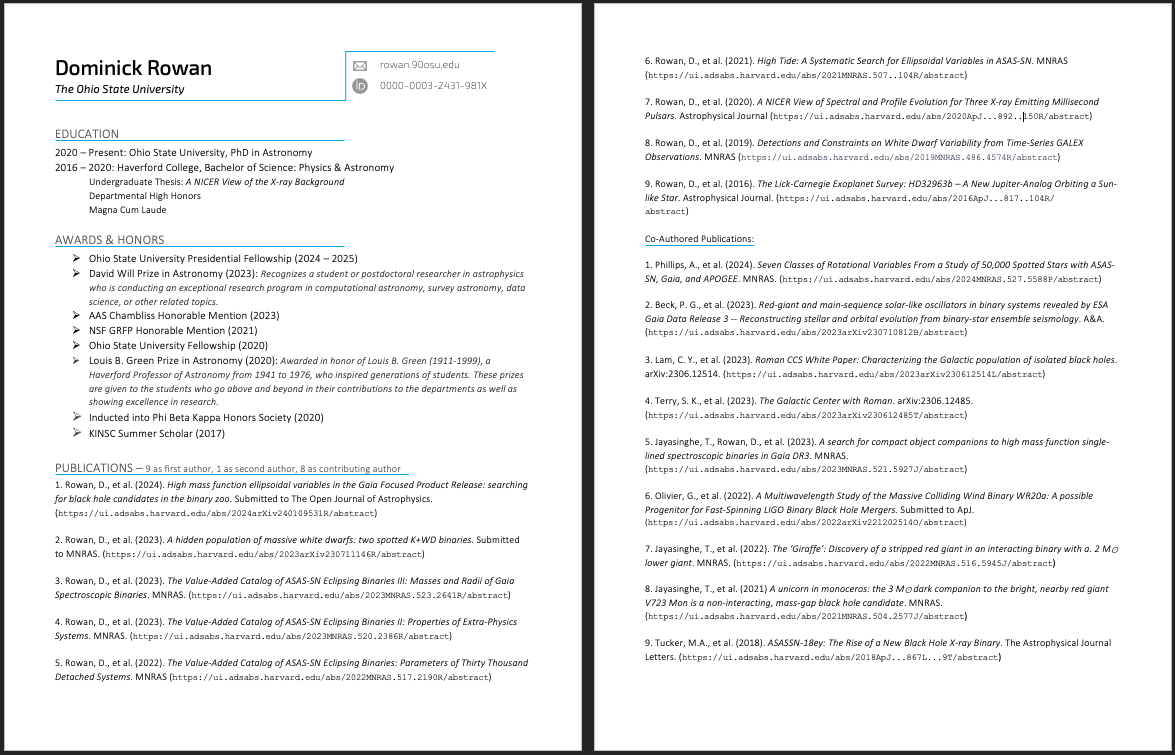 Dominick Rowan
The Ohio State University
rowan.90osu.edu
0000-0003-2431-981X
EDUCATION
2020 – Present: Ohio State University, PhD in Astronomy
2016 – 2020: Haverford College, Bachelor of Science: Physics & Astronomy
Undergraduate Thesis: A NICER View of the X-ray Background
Departmental High Honors
Magna Cum Laude
AWARDS & HONORS
➢ Ohio State University Presidential Fellowship (2024 – 2025)
➢ David Will Prize in Astronomy (2023): Recognizes a student or postdoctoral researcher in astrophysics
who is conducting an exceptional research program in computational astronomy, survey astronomy, data
science, or other related topics.
➢ AAS Chambliss Honorable Mention (2023)
➢ NSF GRFP Honorable Mention (2021)
➢ Ohio State University Fellowship (2020)
➢ Louis B. Green Prize in Astronomy (2020): Awarded in honor of Louis B. Green (1911-1999), a
Haverford Professor of Astronomy from 1941 to 1976, who inspired generations of students. These prizes
are given to the students who go above and beyond in their contributions to the departments as well as
showing excellence in research.
➢ Inducted into Phi Beta Kappa Honors Society (2020)
➢ KINSC Summer Scholar (2017)
PUBLICATIONS – 9 as first author, 1 as second author, 8 as contributing author
1. Rowan, D., et al. (2024). High mass function ellipsoidal variables in the Gaia Focused Product Release: searching
for black hole candidates in the binary zoo. Submitted to The Open Journal of Astrophysics.
(https://ui.adsabs.harvard.edu/abs/2024arXiv240109531R/abstract)
2. Rowan, D., et al. (2023). A hidden population of massive white dwarfs: two spotted K+WD binaries. Submitted
to MNRAS. (https://ui.adsabs.harvard.edu/abs/2023arXiv230711146R/abstract)
3. Rowan, D., et al. (2023). The Value-Added Catalog of ASAS-SN Eclipsing Binaries III: Masses and Radii of Gaia
Spectroscopic Binaries. MNRAS. (https://ui.adsabs.harvard.edu/abs/2023MNRAS.523.2641R/abstract)
4. Rowan, D., et al. (2023). The Value-Added Catalog of ASAS-SN Eclipsing Binaries II: Properties of Extra-Physics
Systems. MNRAS. (https://ui.adsabs.harvard.edu/abs/2023MNRAS.520.2386R/abstract)
5. Rowan, D., et al. (2022). The Value-Added Catalog of ASAS-SN Eclipsing Binaries: Parameters of Thirty Thousand
Detached Systems. MNRAS (https://ui.adsabs.harvard.edu/abs/2022MNRAS.517.2190R/abstract)
6. Rowan, D., et al. (2021). High Tide: A Systematic Search for Ellipsoidal Variables in ASAS-SN. MNRAS
(https://ui.adsabs.harvard.edu/abs/2021MNRAS.507..104R/abstract)
7. Rowan, D., et al. (2020). A NICER View of Spectral and Profile Evolution for Three X-ray Emitting Millisecond
Pulsars. Astrophysical Journal (https://ui.adsabs.harvard.edu/abs/2020ApJ...892..150R/abstract)
8. Rowan, D., et al. (2019). Detections and Constraints on White Dwarf Variability from Time-Series GALEX
Observations. MNRAS (https://ui.adsabs.harvard.edu/abs/2019MNRAS.486.4574R/abstract)
9. Rowan, D., et al. (2016). The Lick-Carnegie Exoplanet Survey: HD32963b – A New Jupiter-Analog Orbiting a Sun-
like Star. Astrophysical Journal. (https://ui.adsabs.harvard.edu/abs/2016ApJ...817..104R/
abstract)
Co-Authored Publications:
1. Phillips, A., et al. (2024). Seven Classes of Rotational Variables From a Study of 50,000 Spotted Stars with ASAS-
SN, Gaia, and APOGEE. MNRAS. (https://ui.adsabs.harvard.edu/abs/2024MNRAS.527.5588P/abstract)
2. Beck, P. G., et al. (2023). Red-giant and main-sequence solar-like oscillators in binary systems revealed by ESA
Gaia Data Release 3 -- Reconstructing stellar and orbital evolution from binary-star ensemble seismology. A&A.
(https://ui.adsabs.harvard.edu/abs/2023arXiv230710812B/abstract)
3. Lam, C. Y., et al. (2023). Roman CCS White Paper: Characterizing the Galactic population of isolated black holes.
arXiv:2306.12514. (https://ui.adsabs.harvard.edu/abs/2023arXiv230612514L/abstract)
4. Terry, S. K., et al. (2023). The Galactic Center with Roman. arXiv:2306.12485.
(https://ui.adsabs.harvard.edu/abs/2023arXiv230612485T/abstract)
5. Jayasinghe, T., Rowan, D., et al. (2023). A search for compact object companions to high mass function single-
lined spectroscopic binaries in Gaia DR3. MNRAS.
(https://ui.adsabs.harvard.edu/abs/2023MNRAS.521.5927J/abstract)
6. Olivier, G., et al. (2022). A Multiwavelength Study of the Massive Colliding Wind Binary WR20a: A possible
Progenitor for Fast-Spinning LIGO Binary Black Hole Mergers. Submitted to ApJ.
(https://ui.adsabs.harvard.edu/abs/2022arXiv221202514O/abstract)
7. Jayasinghe, T., et al. (2022). The ‘Giraffe’: Discovery of a stripped red giant in an interacting binary with a. 2 M☉
lower giant. MNRAS. (https://ui.adsabs.harvard.edu/abs/2022MNRAS.516.5945J/abstract)
8. Jayasinghe, T., et al. (2021) A unicorn in monoceros: the 3 M☉ dark companion to the bright, nearby red giant
V723 Mon is a non-interacting, mass-gap black hole candidate. MNRAS.
(https://ui.adsabs.harvard.edu/abs/2021MNRAS.504.2577J/abstract)
9. Tucker, M.A., et al. (2018). ASASSN-18ey: The Rise of a New Black Hole X-ray Binary. The Astrophysical Journal
Letters. (https://ui.adsabs.harvard.edu/abs/2018ApJ...867L...9T/abstract)